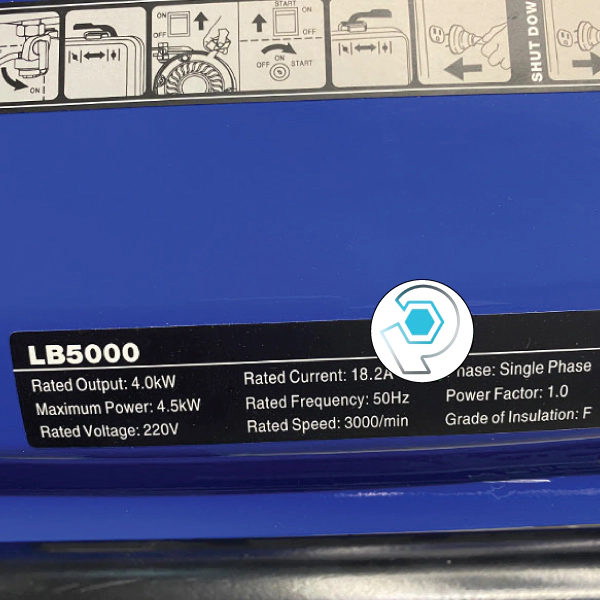 ON
ON
OFF
START
ON
OFF
OFF
ON
START
SHUT DOW
LB5000
Rated Output: 4.0kW
Maximum Power: 4.5kW
Rated Voltage: 220V
Rated Current: 18.2A
Rated Frequency: 50Hz
Rated Speed: 3000/min
hase: Single Phase
Power Factor: 1.0
Grade of Insulation: F